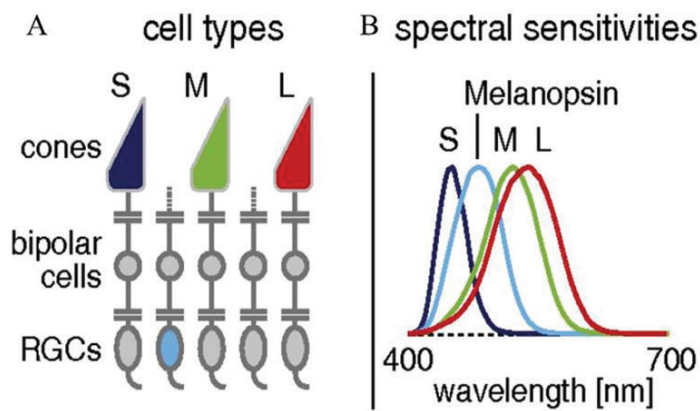 A cell types
S M L
cones
bipolar
cells
RGCs
B spectral sensitivities
Melanopsin
S M L
400 700
wavelength [nm]